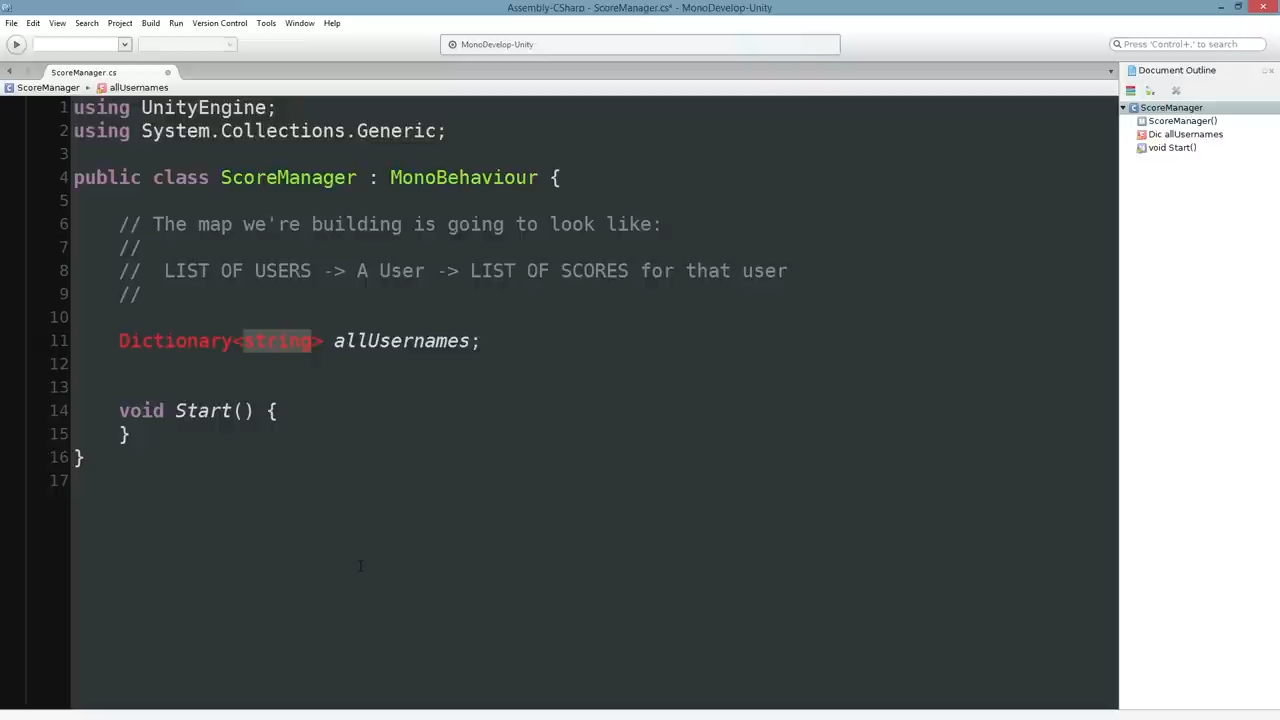 Assembly-CSharp - ScoreManager.cs* - MonoDevelop-Unity
File Edit View Search Project Build Run Version Control Tools Window Help
MonoDevelop-Unity
Press 'Control+,' to search
ScoreManager.cs
Document Outline
ScoreManager ▸ allUsernames
1 using UnityEngine;
2 using System.Collections.Generic;
3
4 public class ScoreManager : MonoBehaviour {
5
6 // The map we're building is going to look like:
7 //
8 //  LIST OF USERS -> A User -> LIST OF SCORES for that user
9 //
10
11 Dictionary<string> allUsernames;
12
13
14 void Start() {
15 }
16 }
17
ScoreManager
ScoreManager()
Dic allUsernames
void Start()